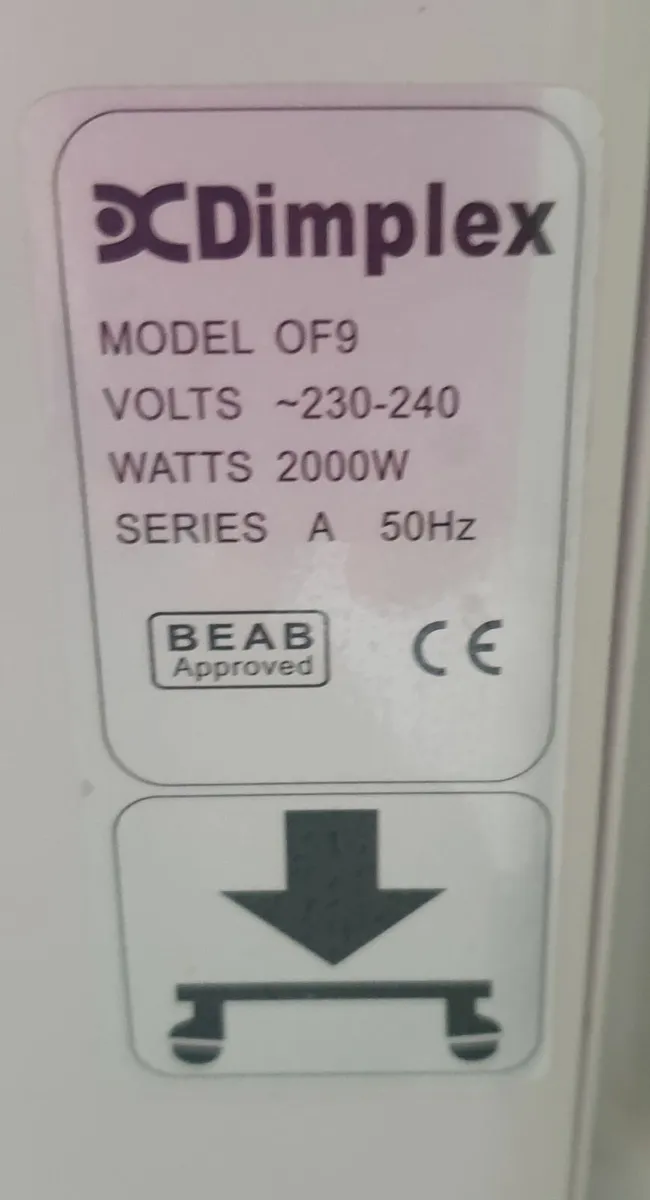 Dimplex
MODEL OF9
VOLTS ~230-240
WATTS 2000W
SERIES A 50Hz
BEAB
Approved
CE